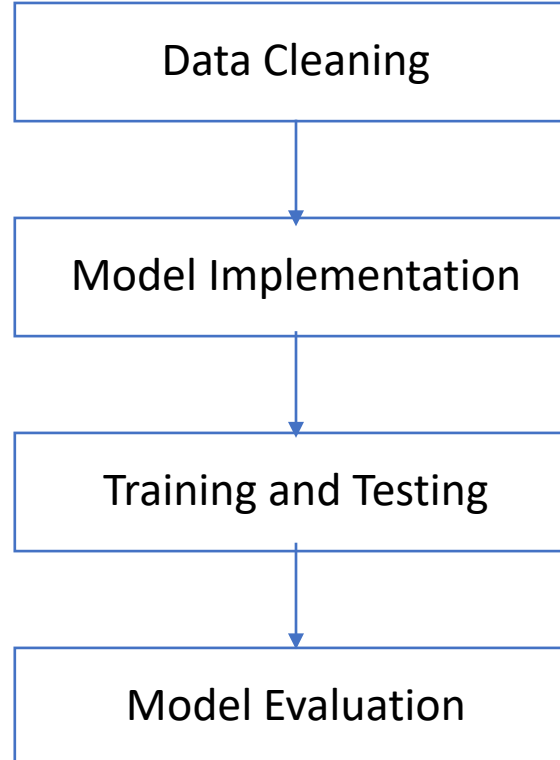 Data Cleaning
Model Implementation
Training and Testing
Model Evaluation